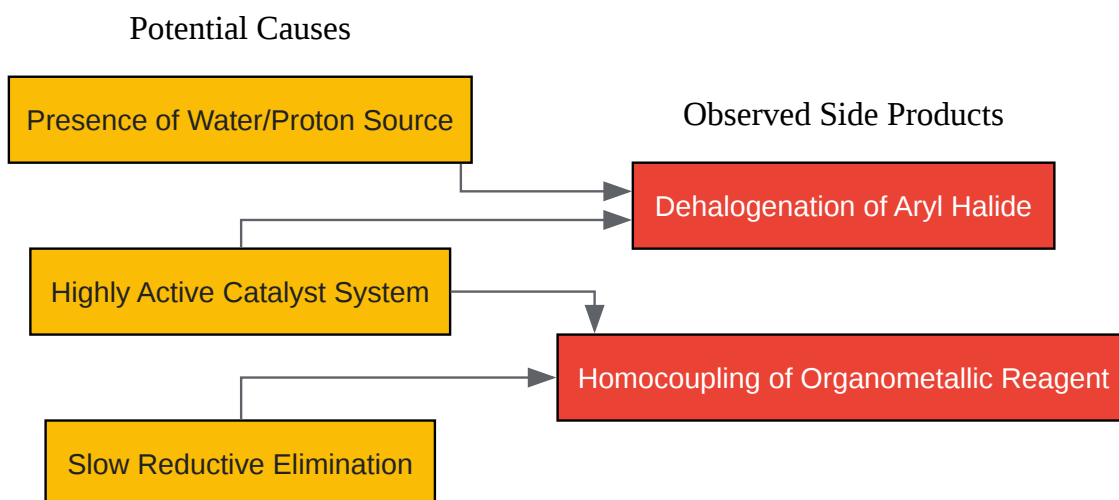 Potential Causes
Presence of Water/Proton Source
Observed Side Products
Dehalogenation of Aryl Halide
Highly Active Catalyst System
Homocoupling of Organometallic Reagent
Slow Reductive Elimination